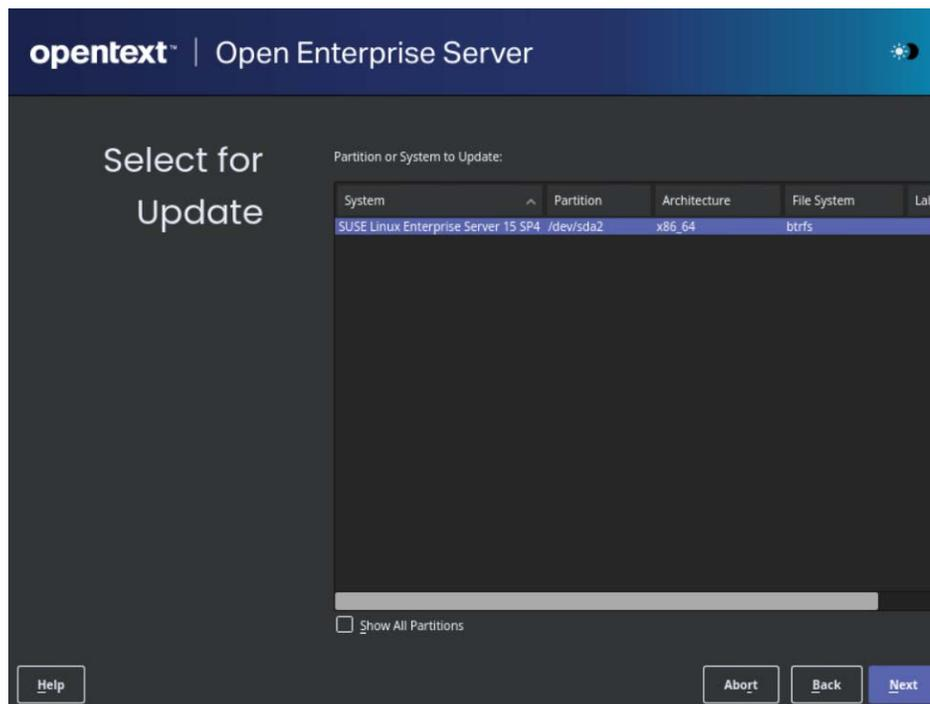 opentext™ | Open Enterprise Server
Select for
Update
Partition or System to Update:
System Partition Architecture File System Lal
SUSE Linux Enterprise Server 15 SP4 /dev/sda2 x86_64 btrfs
Show All Partitions
Help Abort Back Next